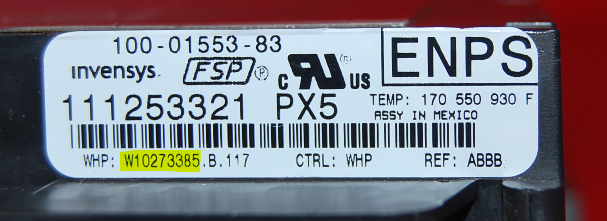 100-01553-83
invensys. FSP ® c RU US ® ENPS
111253321 PX5 TEMP: 170 550 930 F
ASSY IN MEXICO
WHP: W10273385.B.117 CTRL: WHP REF: ABBB